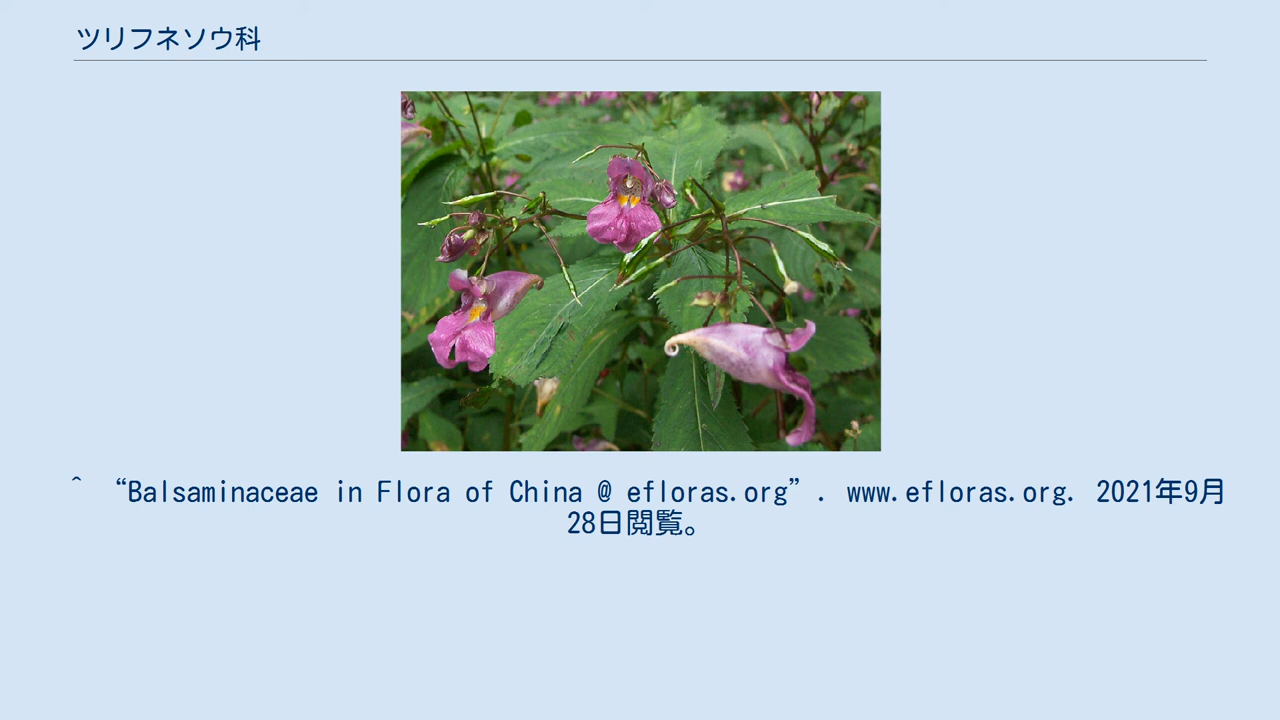 ツリフネソウ科
^ “Balsaminaceae in Flora of China @ efloras.org”. www.efloras.org. 2021年9月
28日閲覧。